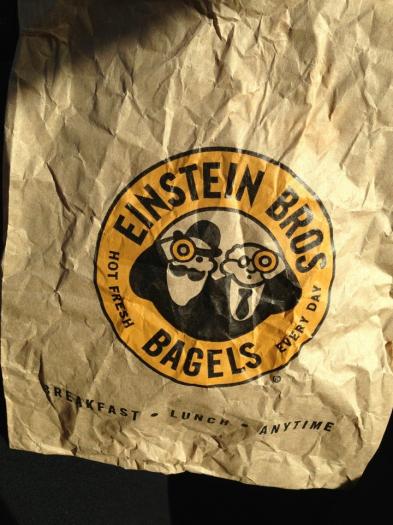 EINSTEIN BROS
HOT FRESH
EVERY DAY
BAGELS
BREAKFAST • LUNCH • ANYTIME